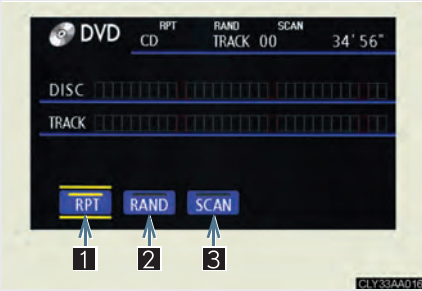 DVD RPT RAND SCAN
CD TRACK 00 34' 56"
DISC
TRACK
RPT RAND SCAN
1 2 3
CLY33AA016